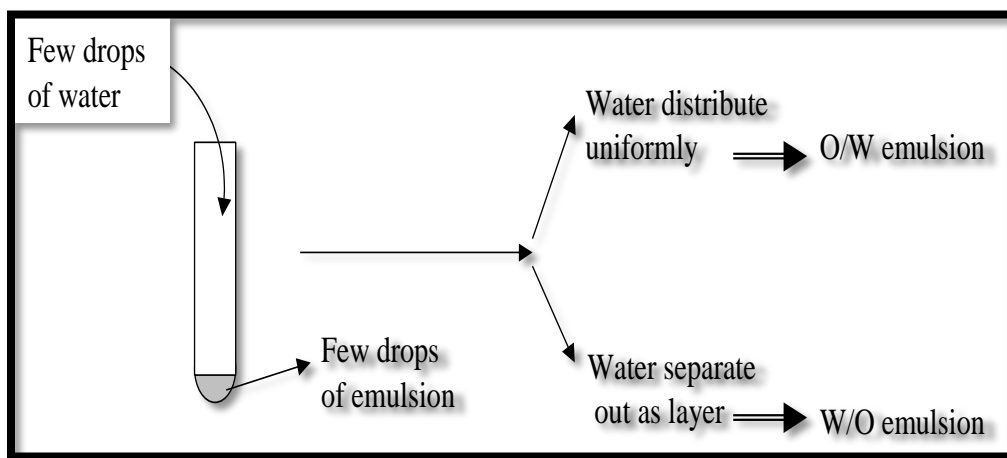 Few drops
of water
Water distribute
uniformly
O/W emulsion
Few drops
of emulsion
Water separate
out as layer
W/O emulsion